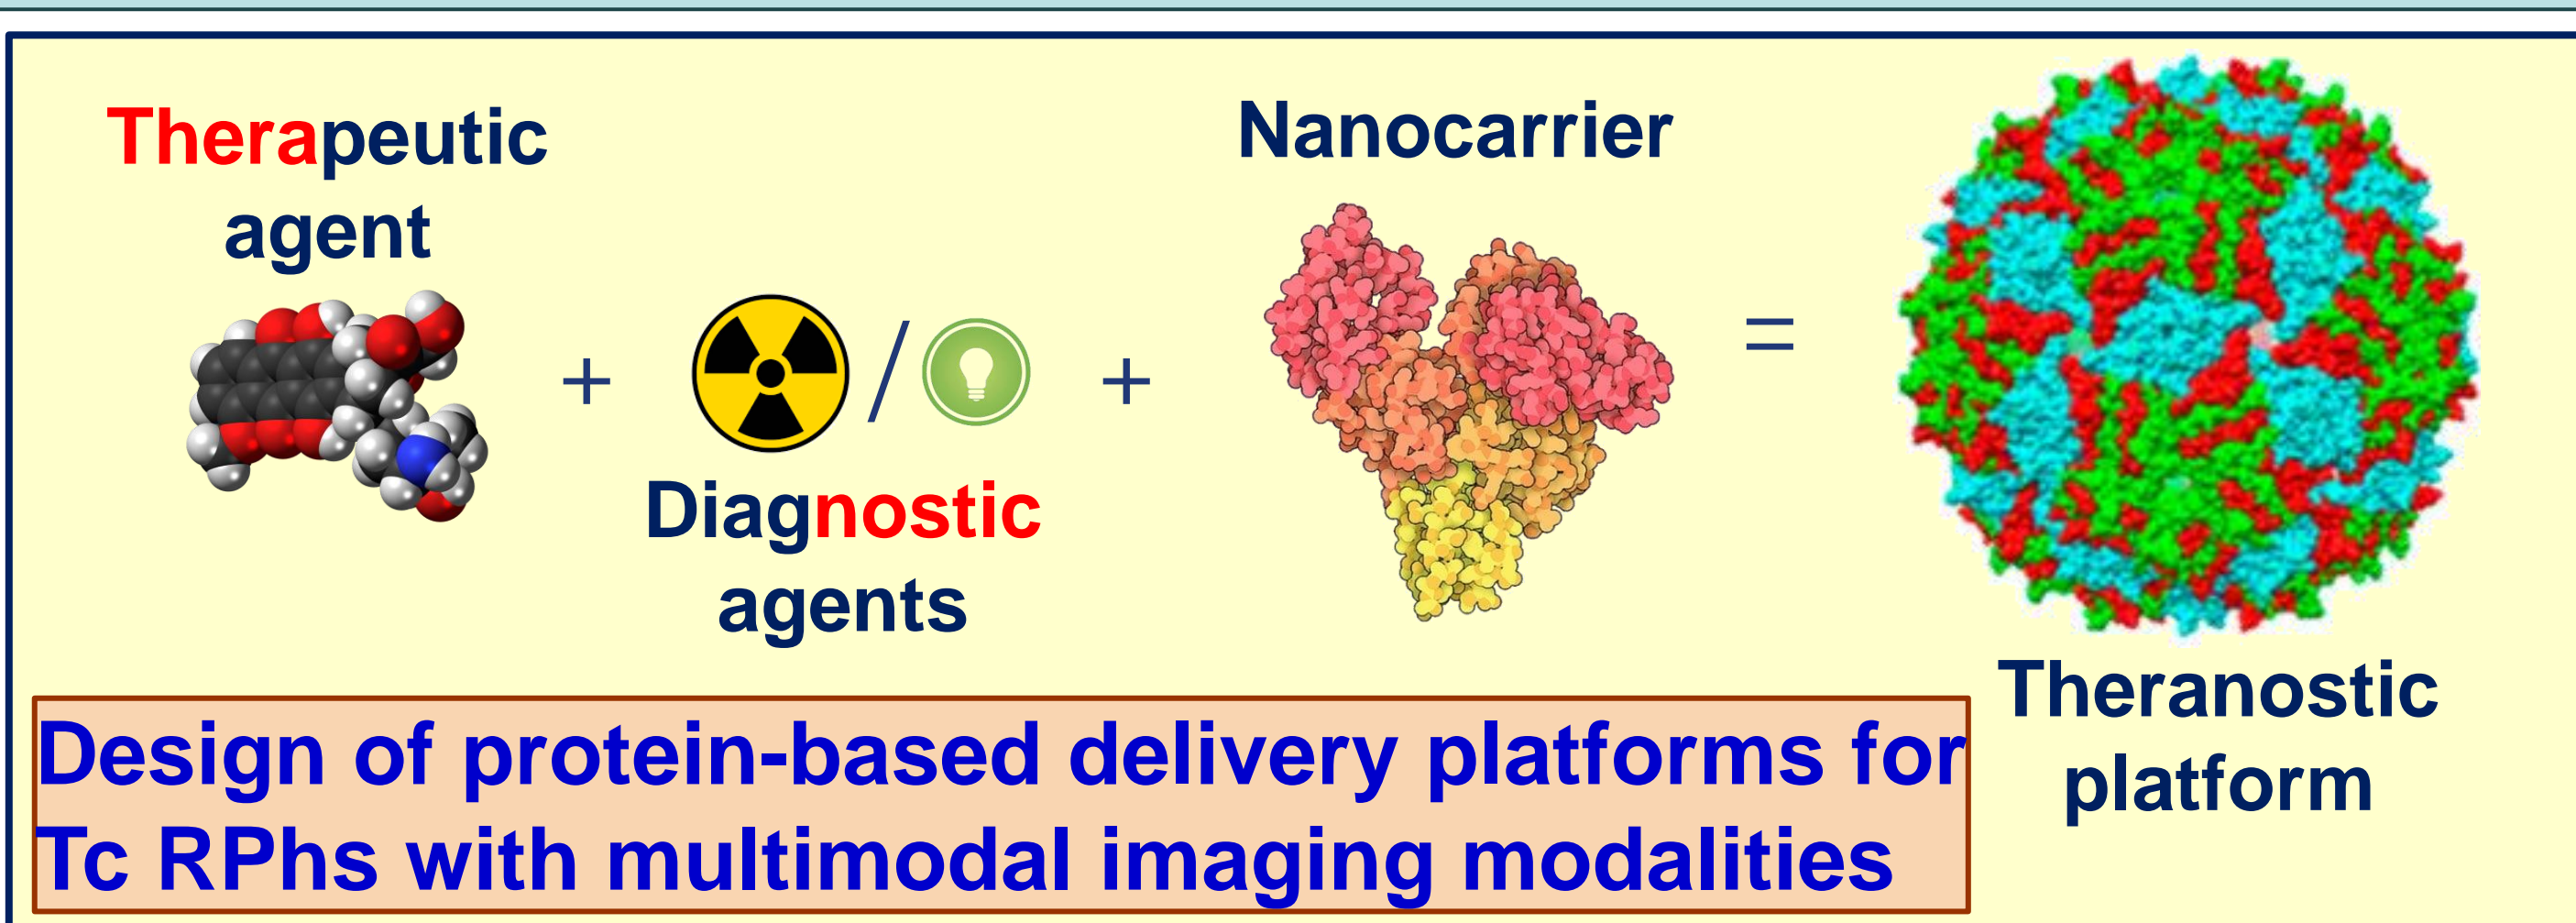 Therapeutic
agent
+
/
Diagnostic
agents
+
Nanocarrier
=
Theranostic
platform
Design of protein-based delivery platforms for
Tc RPhs with multimodal imaging modalities